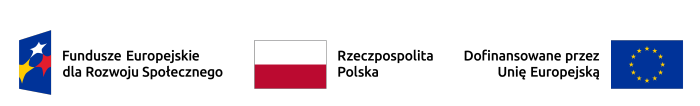 Fundusze Europejskie
dla Rozwoju Społecznego
Rzeczpospolita
Polska
Dofinansowane przez
Unię Europejską